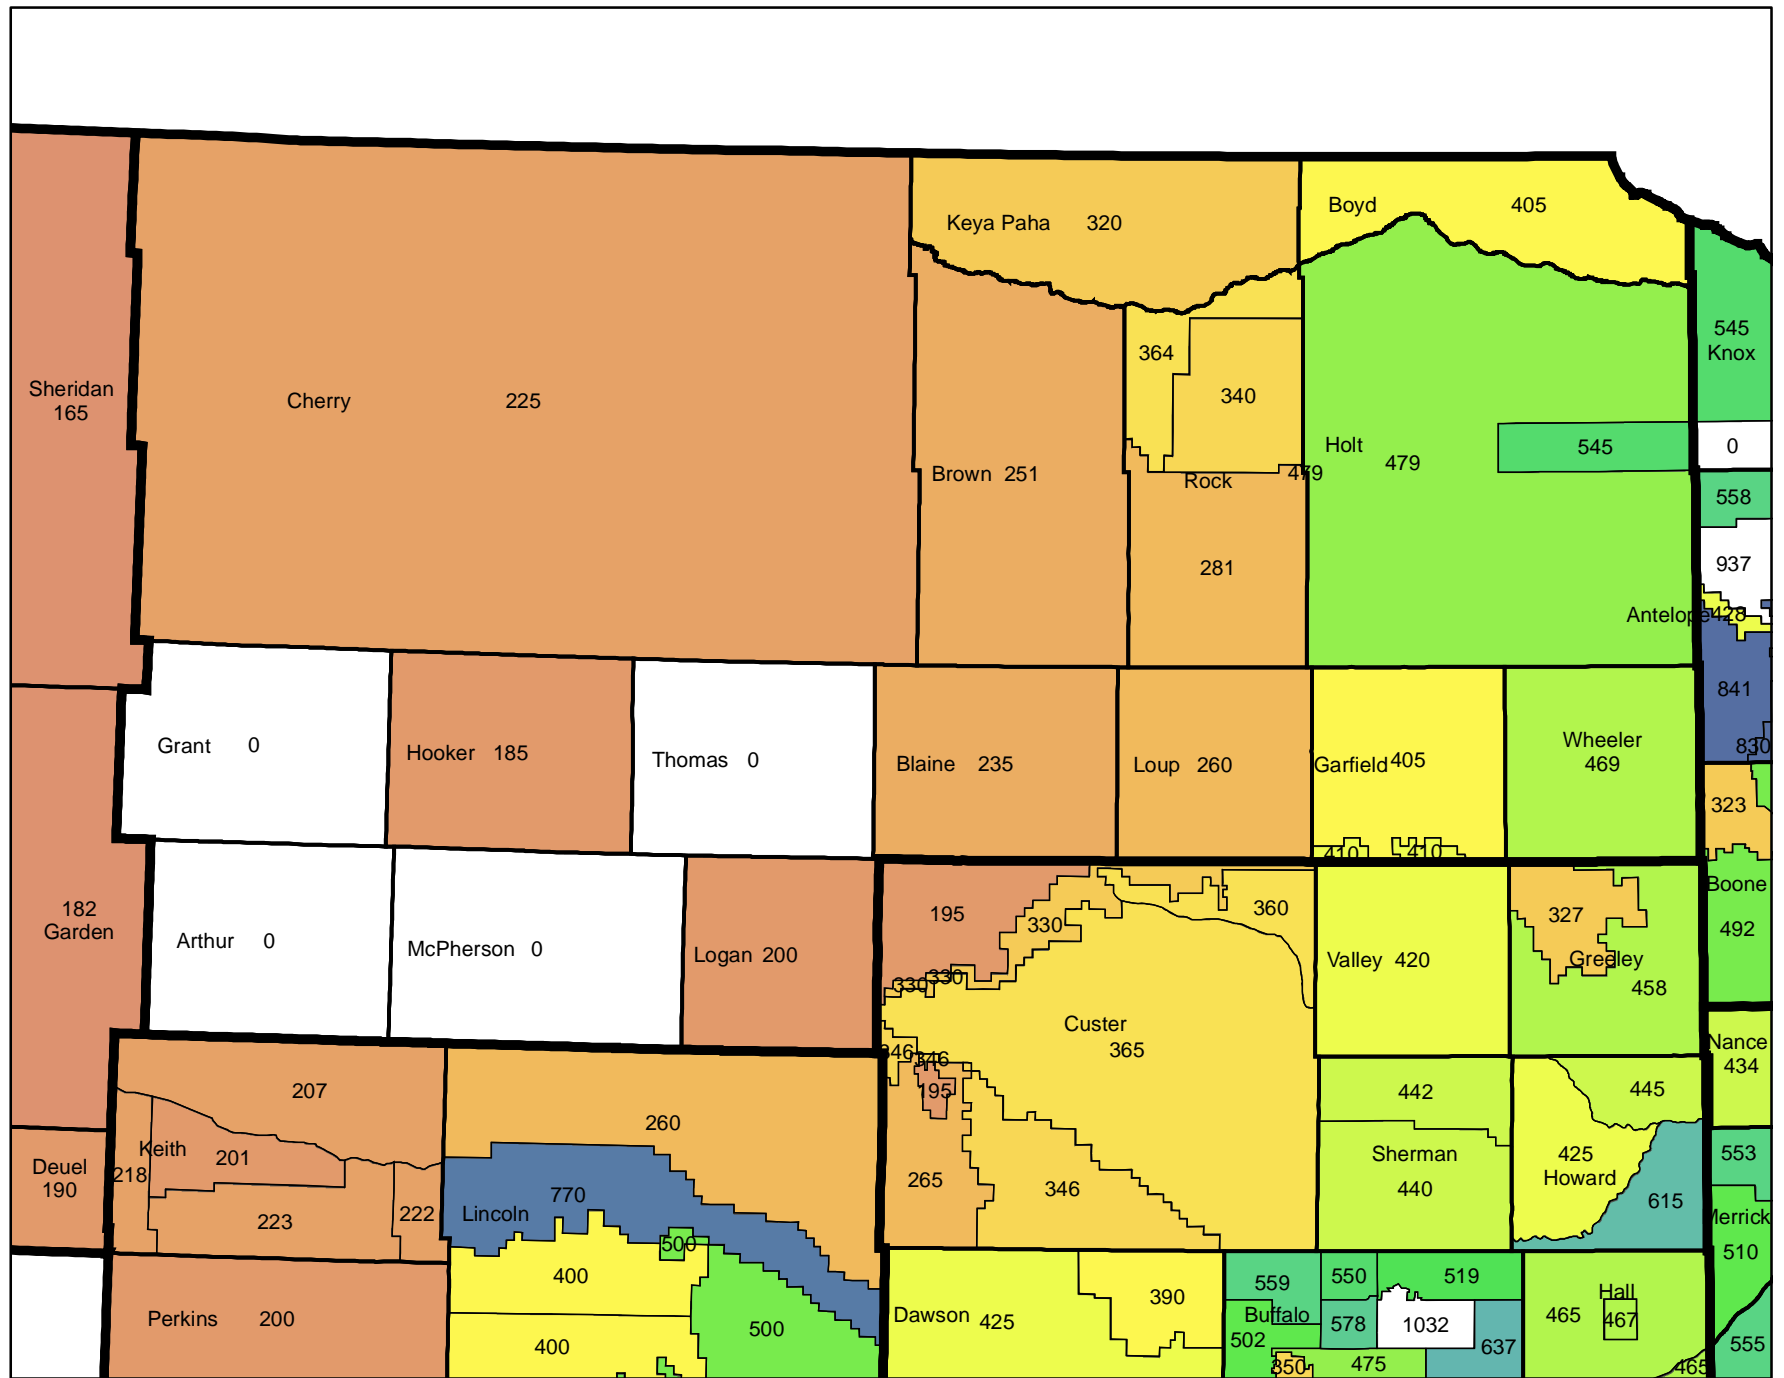 Boyd 405
Keya Paha 320
545
Knox
364
340
Sheridan
165
Cherry 225
Holt 479
545
0
Brown 251
Rock
479
558
281
937
Antelope 428
841
830
Grant 0
Hooker 185
Thomas 0
Blaine 235
Loup 260
Garfield 405
Wheeler
469
323
410
410
Boone
492
182
Garden
Arthur 0
McPherson 0
Logan 200
195
330
360
330
330
Valley 420
327
Greeley
458
Custer
365
346
346
195
Nance
434
207
260
442
445
Keith
201
218
Deuel
190
223
222
770
Lincoln
265
346
Sherman
440
425
Howard
615
553
Merrick
510
500
400
400
500
Perkins 200
Dawson 425
390
559
550
519
Buffalo
502
578
1032
637
350
475
Hall
465
467
465
555